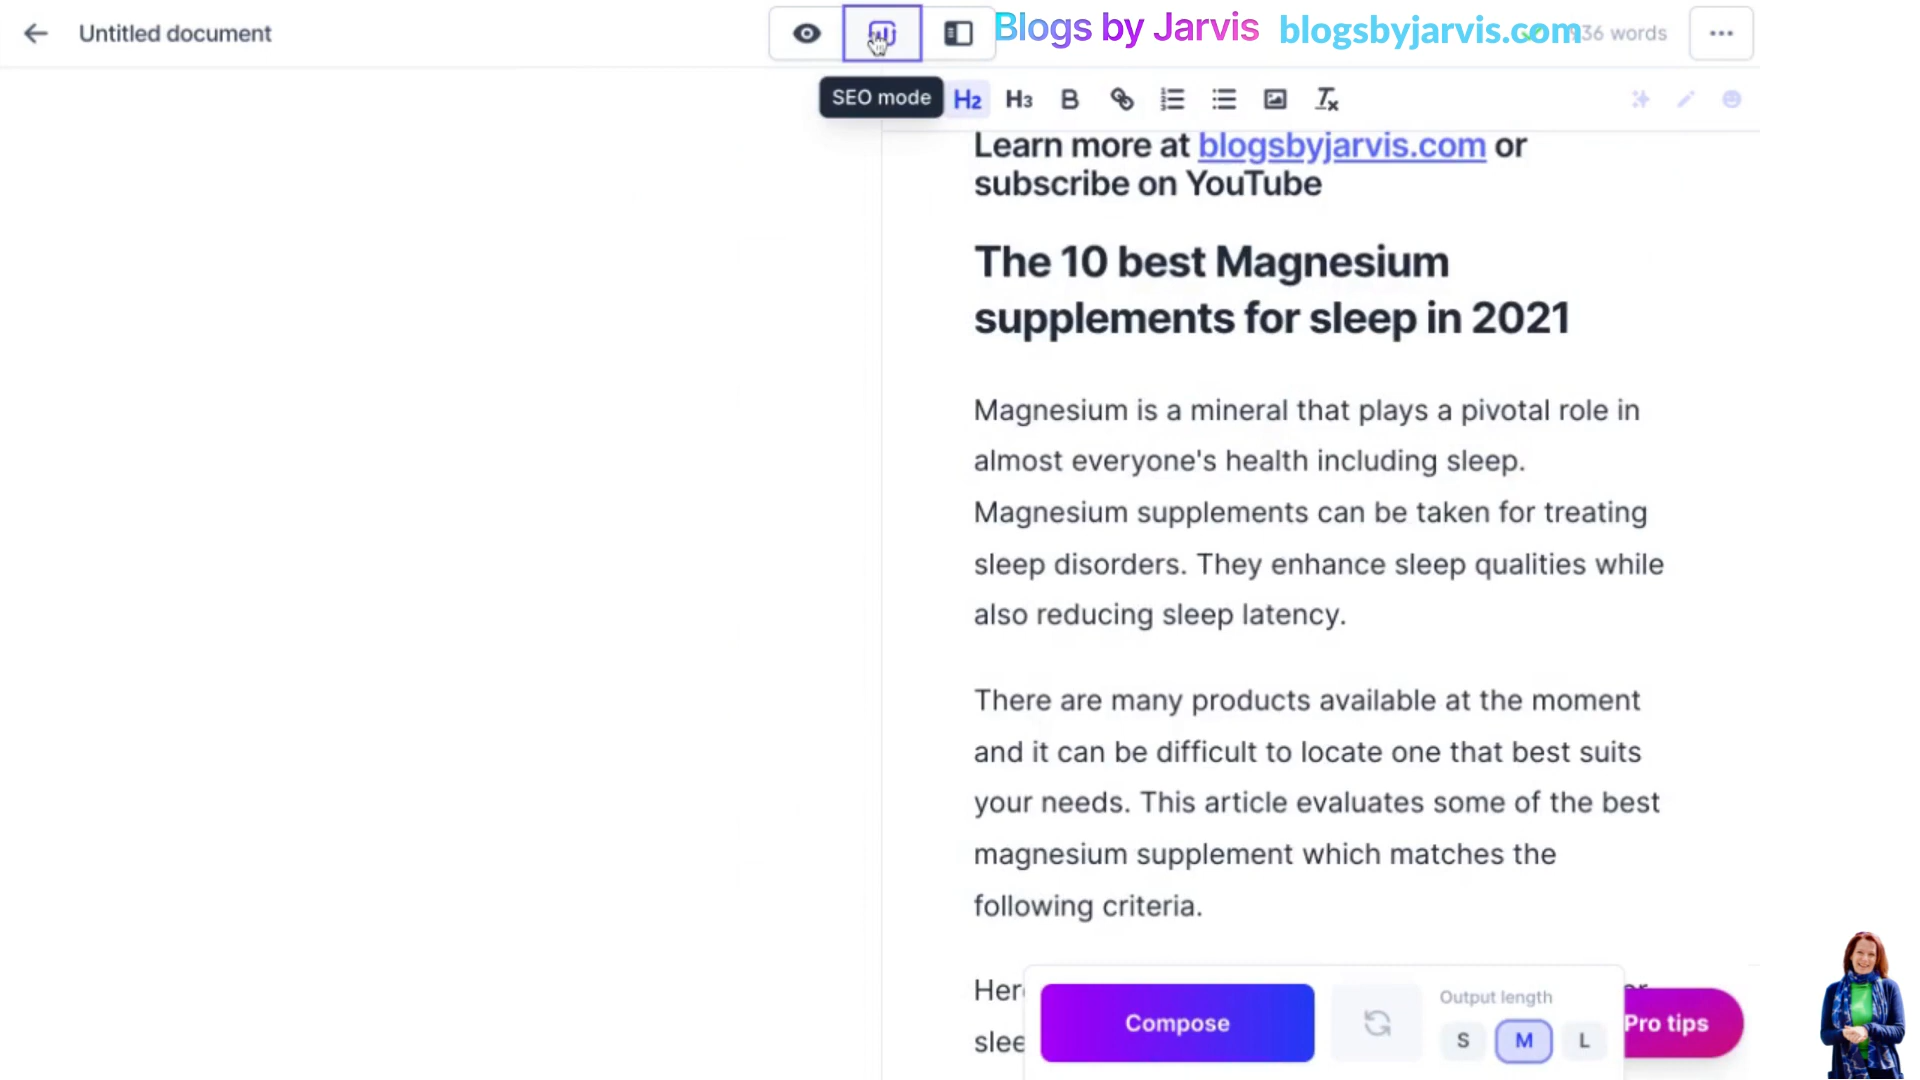 Untitled document
Blogs by Jarvis blogsbyjarvis.com
36 words
SEO mode
H2 H3 B
Learn more at blogsbyjarvis.com or
subscribe on YouTube
The 10 best Magnesium
supplements for sleep in 2021
Magnesium is a mineral that plays a pivotal role in
almost everyone's health including sleep.
Magnesium supplements can be taken for treating
sleep disorders. They enhance sleep qualities while
also reducing sleep latency.
There are many products available at the moment
and it can be difficult to locate one that best suits
your needs. This article evaluates some of the best
magnesium supplement which matches the
following criteria.
Output length
Compose
S M L
Pro tips